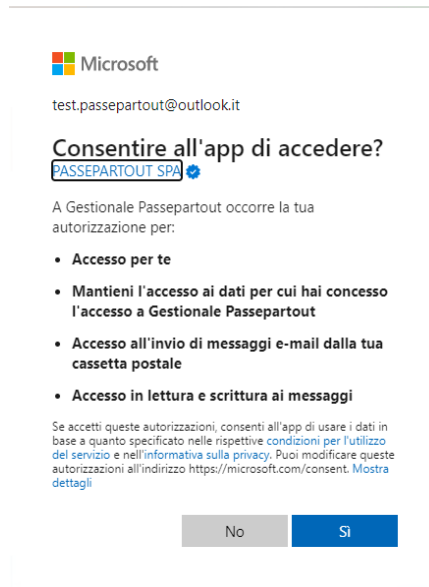 Microsoft
test.passepartout@outlook.it
Consentire all'app di accedere?
PASSEPARTOUT SPA
A Gestionale Passepartout occorre la tua
autorizzazione per:
• Accesso per te
• Mantieni l'accesso ai dati per cui hai concesso
l'accesso a Gestionale Passepartout
• Accesso all'invio di messaggi e-mail dalla tua
cassetta postale
• Accesso in lettura e scrittura ai messaggi
Se accetti queste autorizzazioni, consenti all'app di usare i dati in
base a quanto specificato nelle rispettive condizioni per l'utilizzo
del servizio e nell'informativa sulla privacy. Puoi modificare queste
autorizzazioni all'indirizzo https://microsoft.com/consent. Mostra
dettagli
No Sì